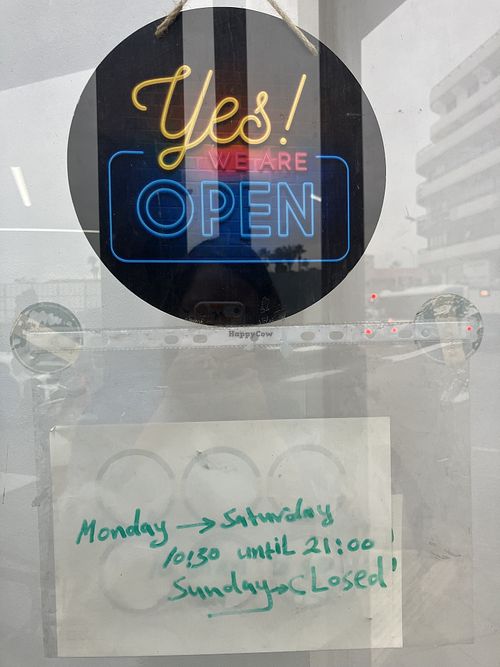 Yes!
WE ARE
OPEN
HappyCow
Monday → Saturday
10:30 until 21:00
Sunday → CLosed!